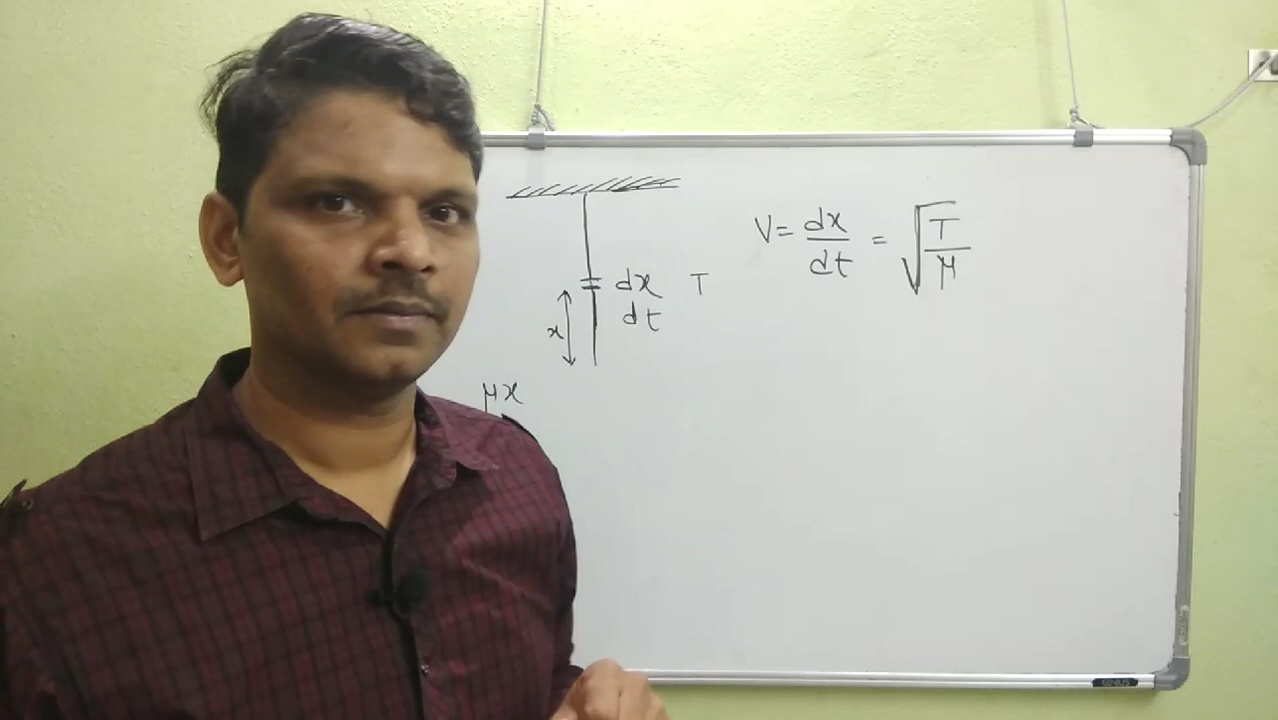 V = dx/dt = √(T/μ)
dx T
dt
x
μx